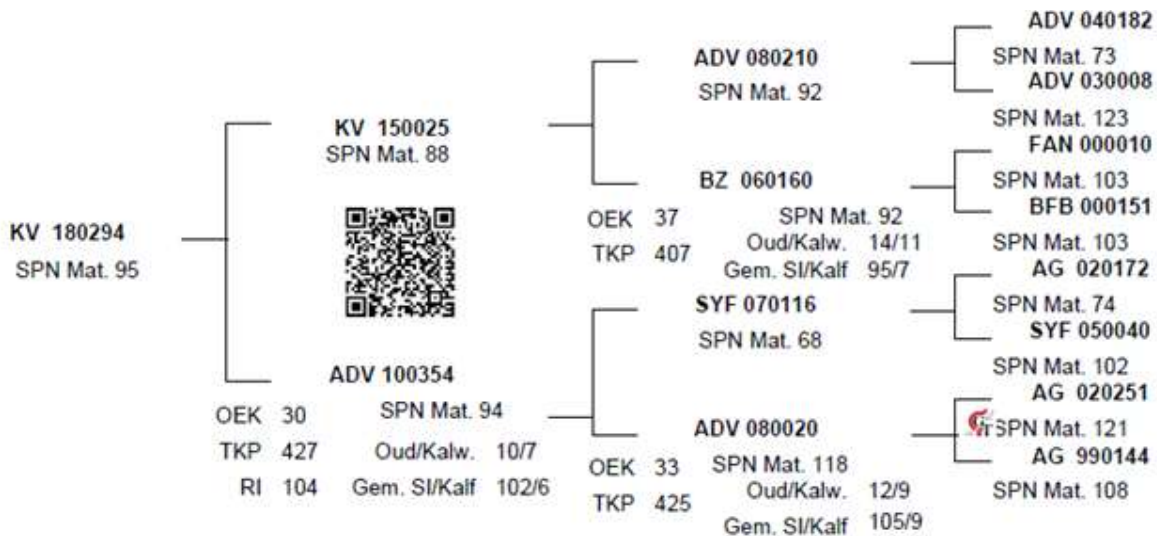 KV 180294
SPN Mat. 95
KV 150025
SPN Mat. 88
ADV 100354
OEK 30 SPN Mat. 94
TKP 427 Oud/Kalw. 10/7
RI 104 Gem. SI/Kalf 102/6
ADV 080210
SPN Mat. 92
BZ 060160
OEK 37 SPN Mat. 92
TKP 407 Oud/Kalw. 14/11
Gem. SI/Kalf 95/7
SYF 070116
SPN Mat. 68
ADV 080020
OEK 33 SPN Mat. 118
TKP 425 Oud/Kalw. 12/9
Gem. SI/Kalf 105/9
ADV 040182
SPN Mat. 73
ADV 030008
SPN Mat. 123
FAN 000010
SPN Mat. 103
BFB 000151
SPN Mat. 103
AG 020172
SPN Mat. 74
SYF 050040
SPN Mat. 102
AG 020251
SPN Mat. 121
AG 990144
SPN Mat. 108